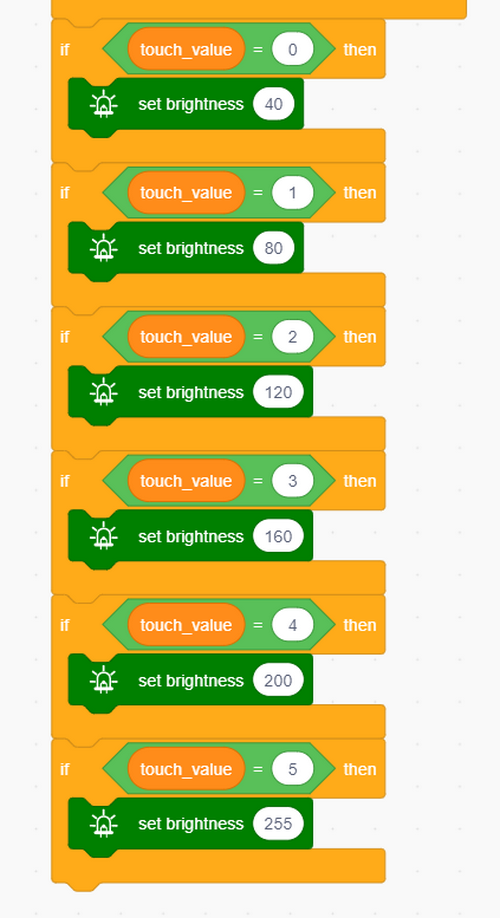 if touch_value = 0 then
set brightness 40
if touch_value = 1 then
set brightness 80
if touch_value = 2 then
set brightness 120
if touch_value = 3 then
set brightness 160
if touch_value = 4 then
set brightness 200
if touch_value = 5 then
set brightness 255